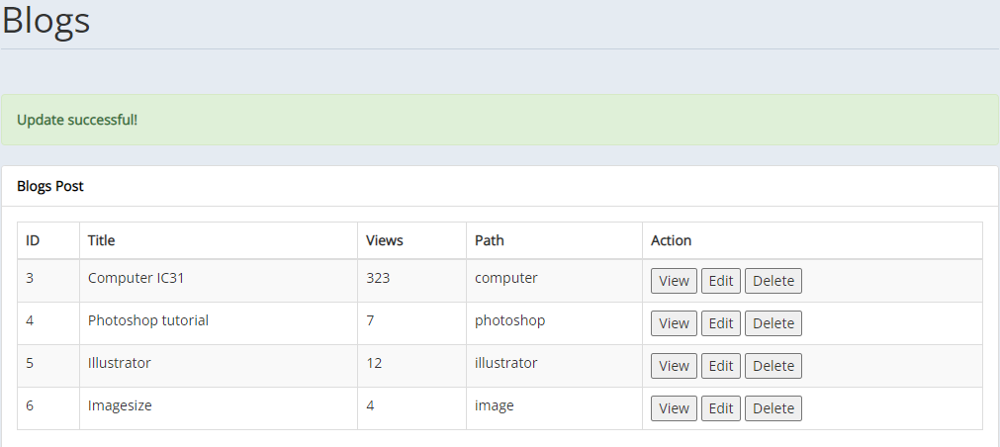 Blogs
Update successful!
Blogs Post
ID Title Views Path Action
3 Computer IC31 323 computer View Edit Delete
4 Photoshop tutorial 7 photoshop View Edit Delete
5 Illustrator 12 illustrator View Edit Delete
6 Imagesize 4 image View Edit Delete